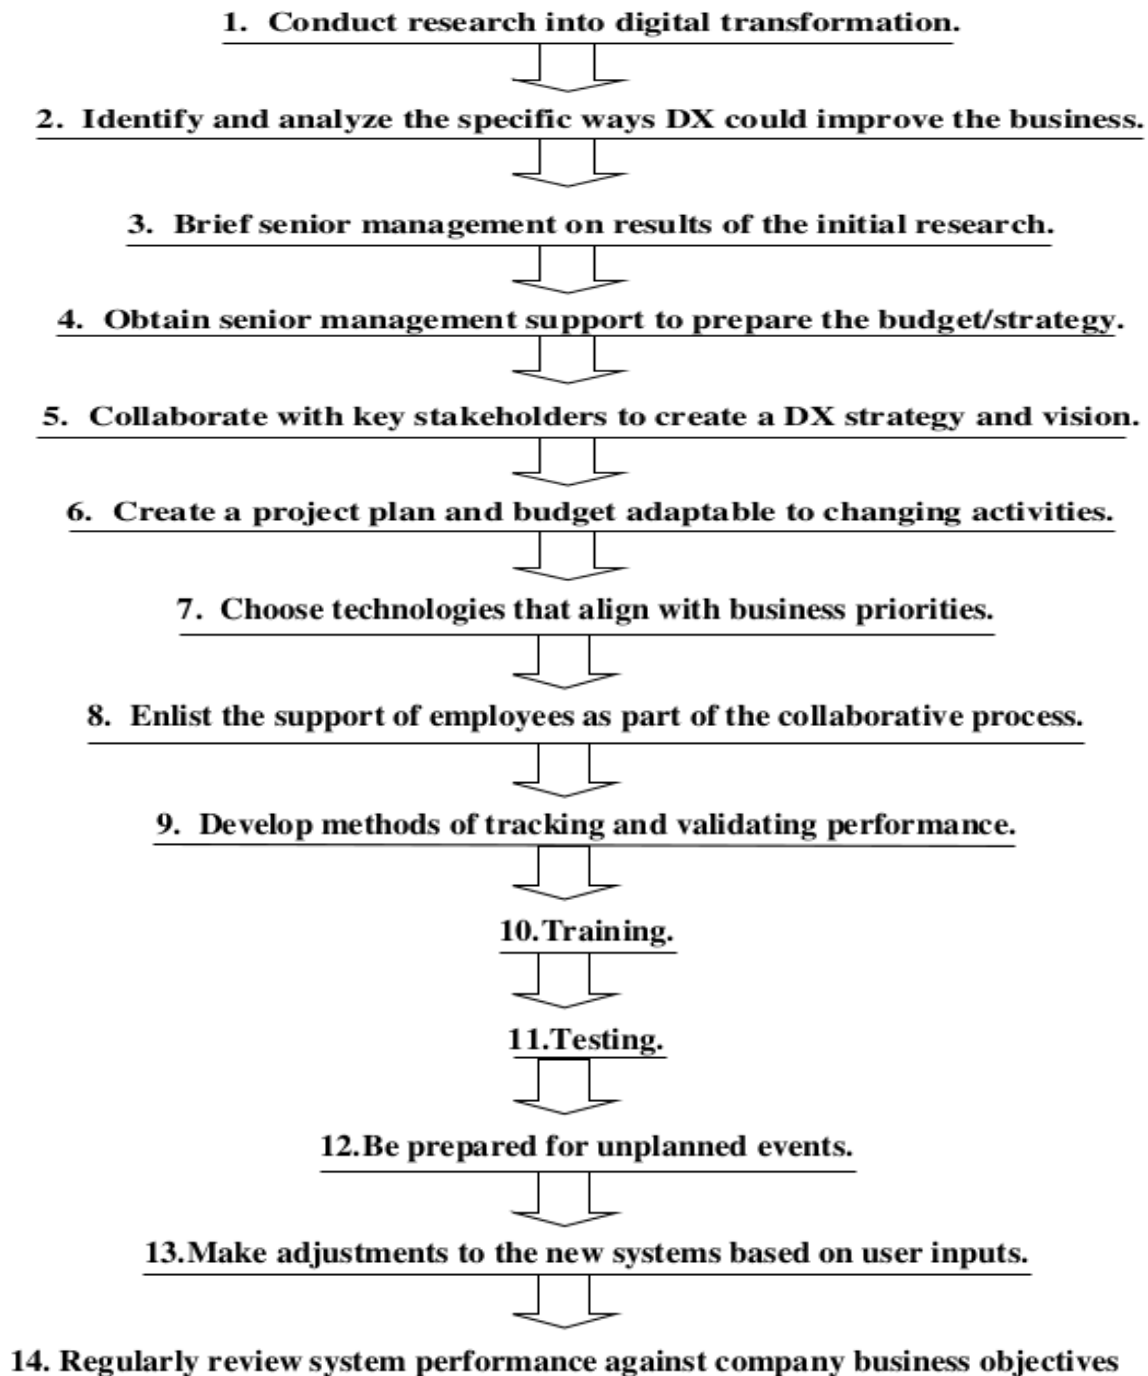 1. Conduct research into digital transformation.
2. Identify and analyze the specific ways DX could improve the business.
3. Brief senior management on results of the initial research.
4. Obtain senior management support to prepare the budget/strategy.
5. Collaborate with key stakeholders to create a DX strategy and vision.
6. Create a project plan and budget adaptable to changing activities.
7. Choose technologies that align with business priorities.
8. Enlist the support of employees as part of the collaborative process.
9. Develop methods of tracking and validating performance.
10.Training.
11.Testing.
12.Be prepared for unplanned events.
13.Make adjustments to the new systems based on user inputs.
14. Regularly review system performance against company business objectives